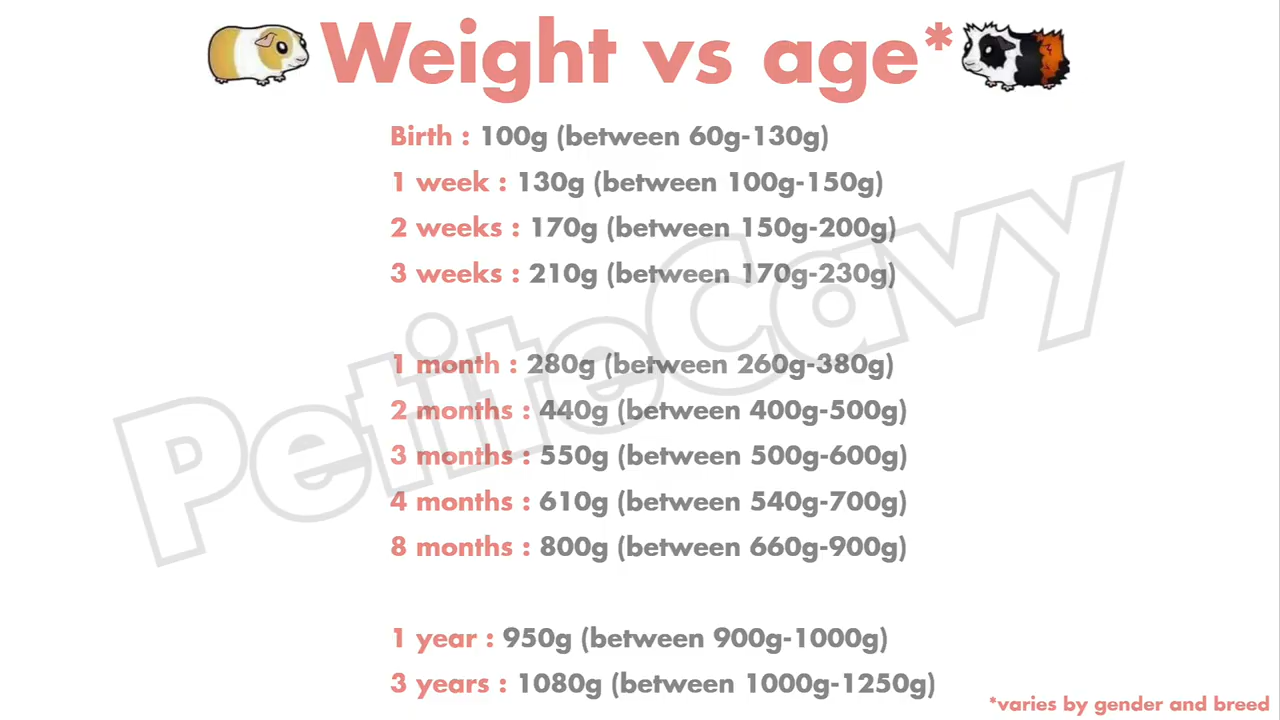 Weight vs age*
Birth : 100g (between 60g-130g)
1 week : 130g (between 100g-150g)
2 weeks : 170g (between 150g-200g)
3 weeks : 210g (between 170g-230g)
1 month : 280g (between 260g-380g)
2 months : 440g (between 400g-500g)
3 months : 550g (between 500g-600g)
4 months : 610g (between 540g-700g)
8 months : 800g (between 660g-900g)
1 year : 950g (between 900g-1000g)
3 years : 1080g (between 1000g-1250g)
*varies by gender and breed
PetiteCavy